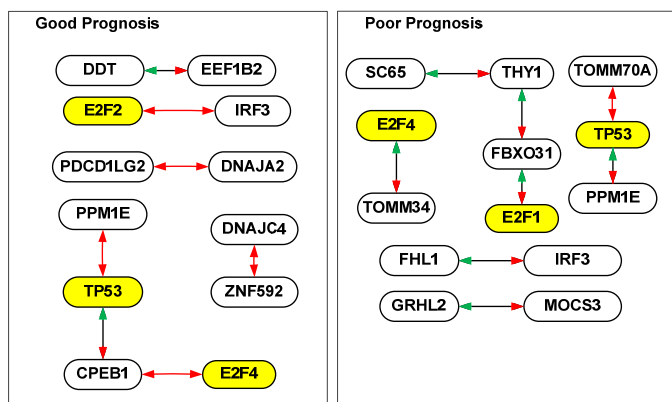 Good Prognosis
DDT
EEF1B2
E2F2
IRF3
PDCD1LG2
DNAJA2
PPM1E
DNAJC4
TP53
ZNF592
CPEB1
E2F4
Poor Prognosis
SC65
THY1
TOMM70A
E2F4
TP53
FBXO31
TOMM34
PPM1E
E2F1
FHL1
IRF3
GRHL2
MOCS3